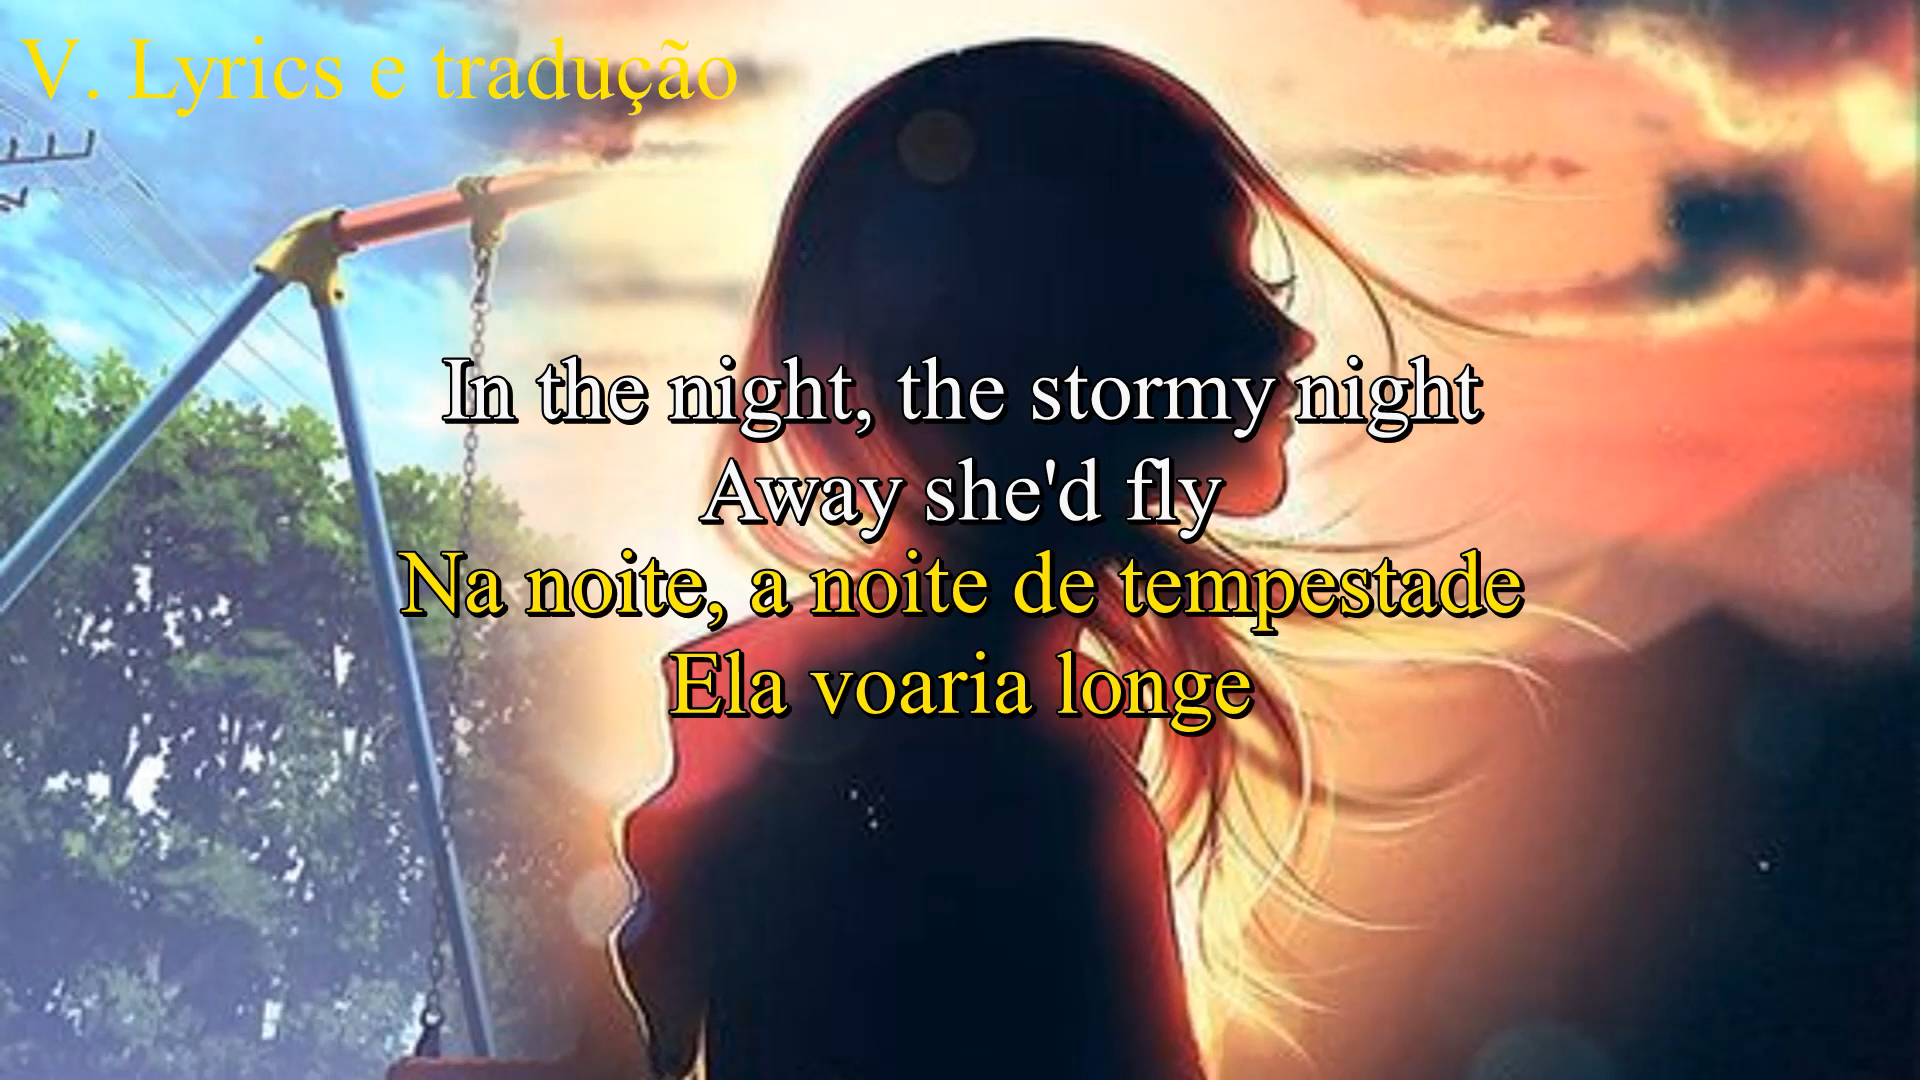 V. Lyrics e tradução
In the night, the stormy night
Away she'd fly
Na noite, a noite de tempestade
Ela voaria longe